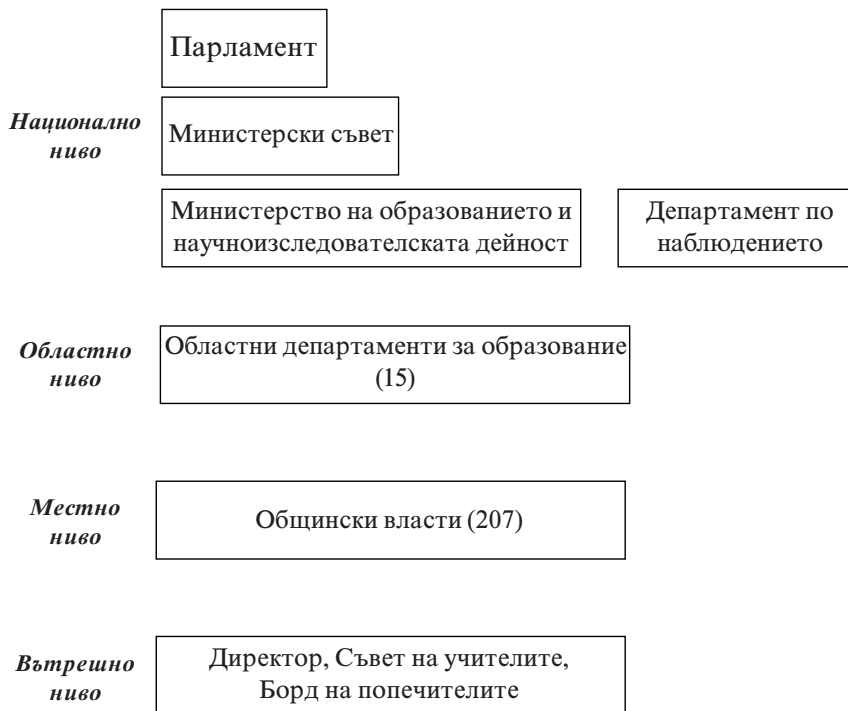 Парламент
Национално
ниво
Министерски съвет
Министерство на образованието и
научноизследователската дейност
Департамент по
наблюдението
Областно
ниво
Областни департаменти за образование
(15)
Местно
ниво
Общински власти (207)
Вътрешно
ниво
Директор, Съвет на учителите,
Борд на попечителите